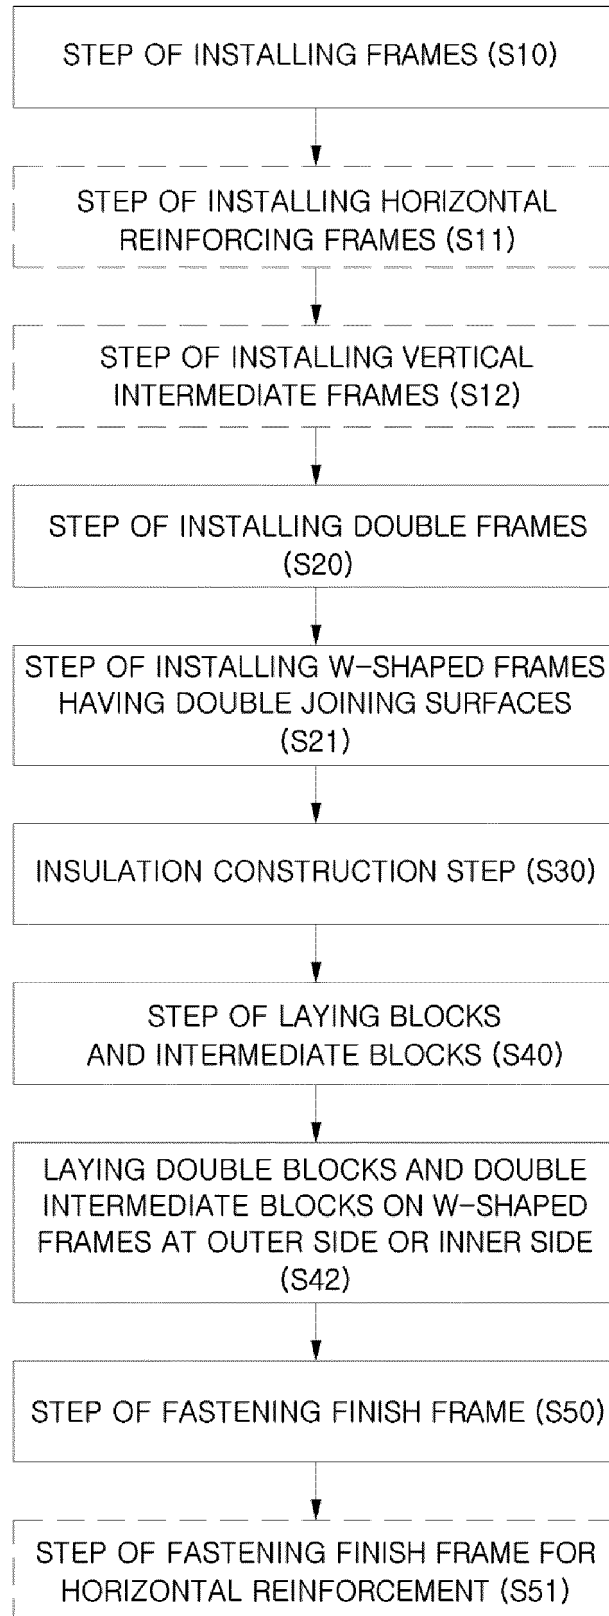 STEP OF INSTALLING FRAMES (S10)
STEP OF INSTALLING HORIZONTAL
REINFORCING FRAMES (S11)
STEP OF INSTALLING VERTICAL
INTERMEDIATE FRAMES (S12)
STEP OF INSTALLING DOUBLE FRAMES
(S20)
STEP OF INSTALLING W-SHAPED FRAMES
HAVING DOUBLE JOINING SURFACES
(S21)
INSULATION CONSTRUCTION STEP (S30)
STEP OF LAYING BLOCKS
AND INTERMEDIATE BLOCKS (S40)
LAYING DOUBLE BLOCKS AND DOUBLE
INTERMEDIATE BLOCKS ON W-SHAPED
FRAMES AT OUTER SIDE OR INNER SIDE
(S42)
STEP OF FASTENING FINISH FRAME (S50)
STEP OF FASTENING FINISH FRAME FOR
HORIZONTAL REINFORCEMENT (S51)